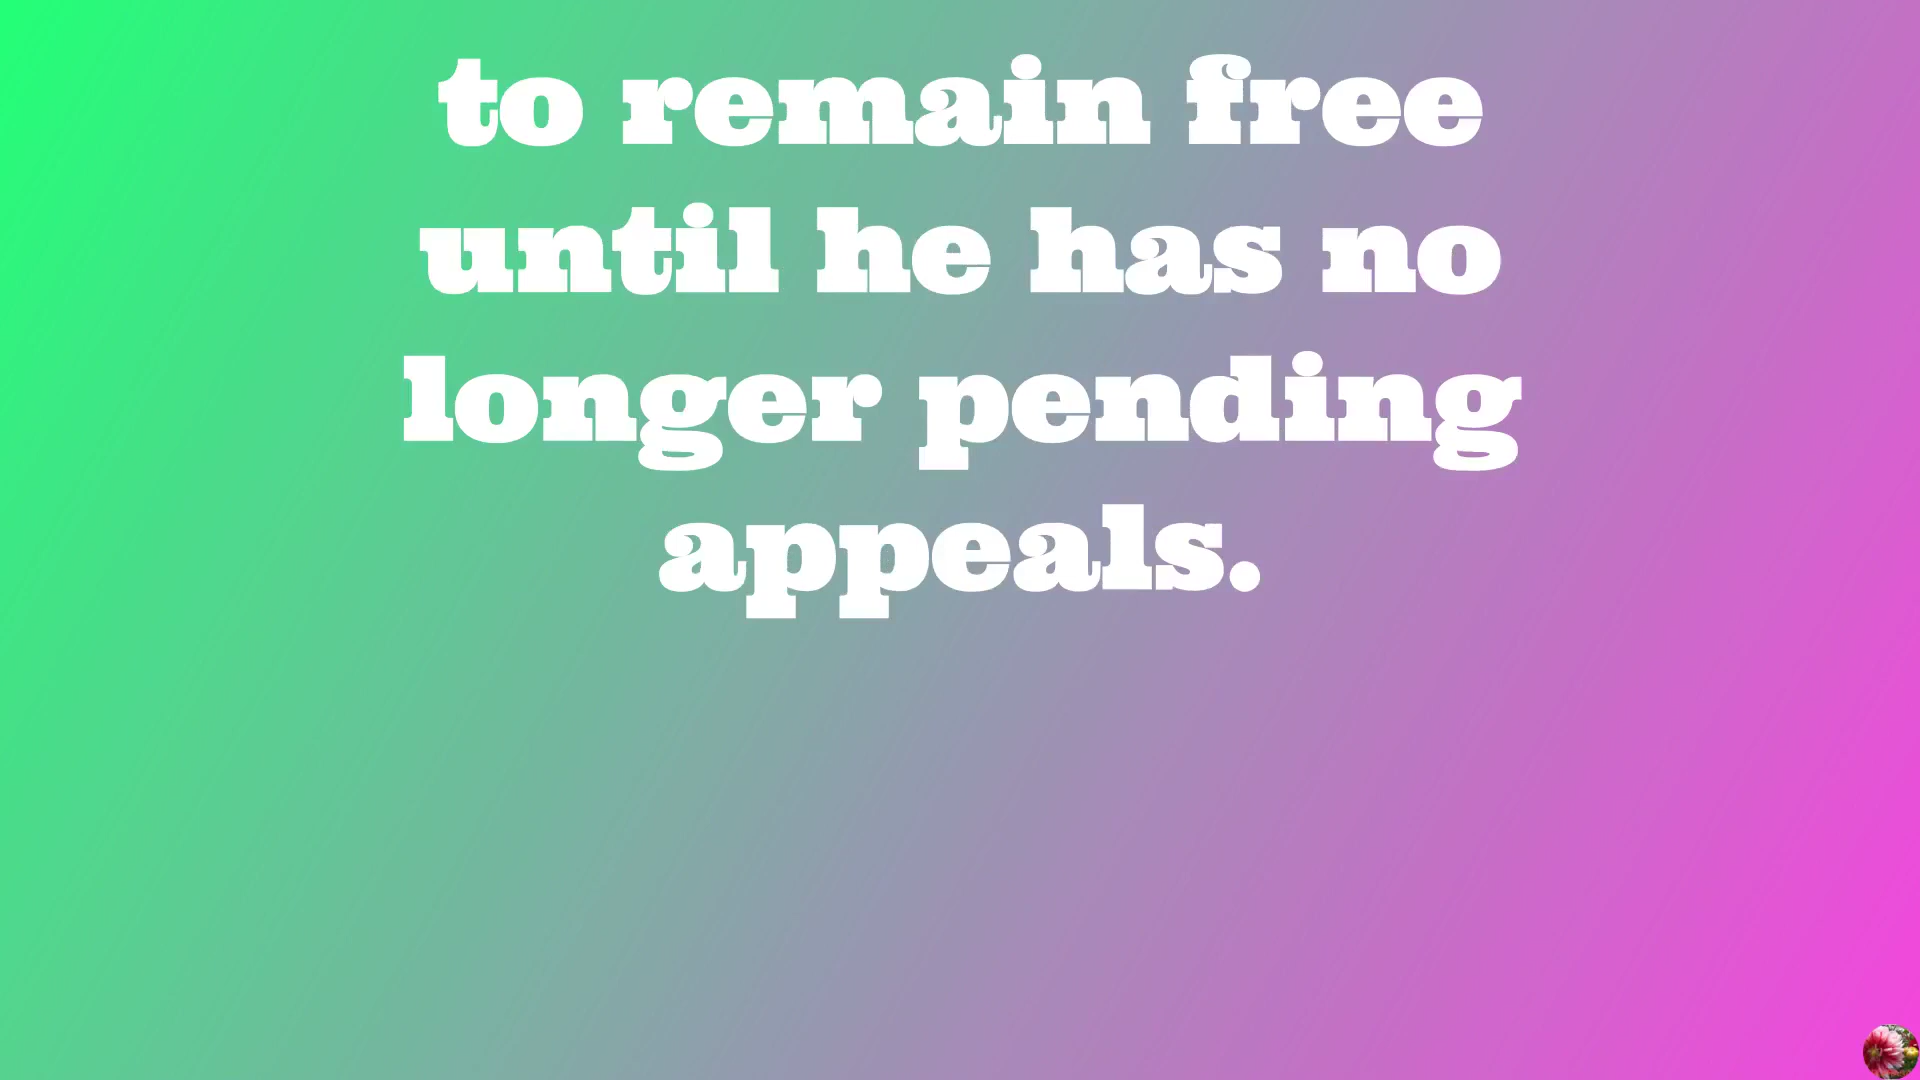 to remain free
until he has no
longer pending
appeals.